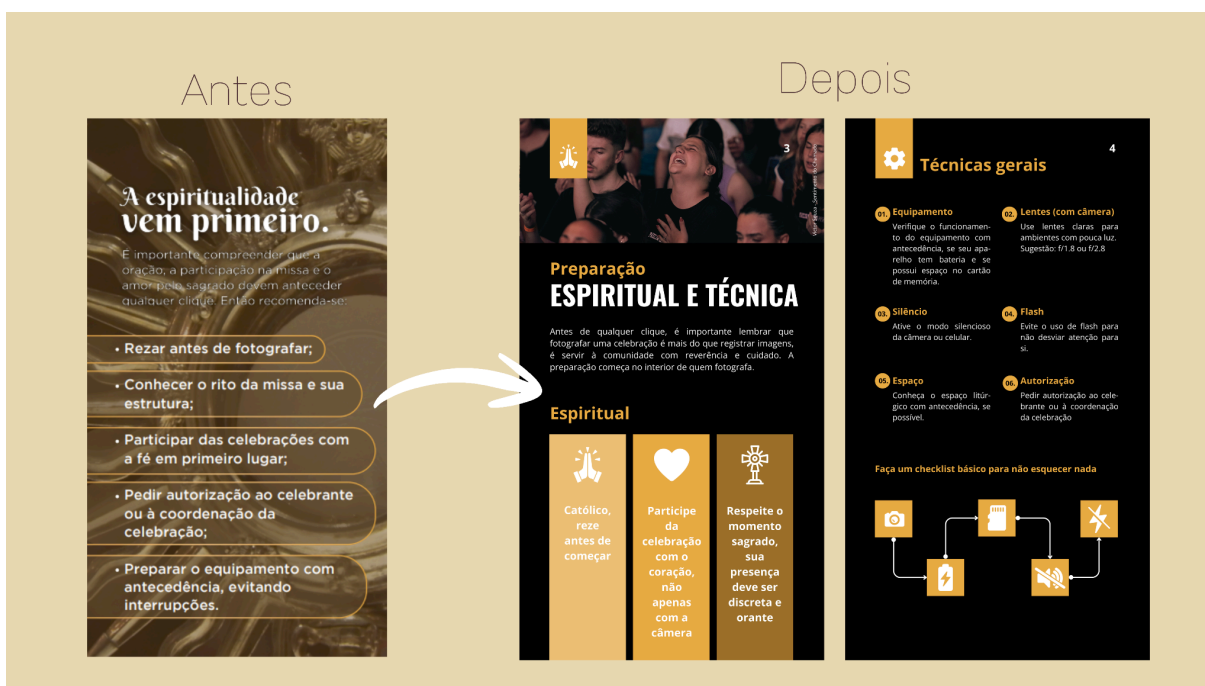 Antes
Depois
A espiritualidade
vem primeiro.
É importante compreender que a
oração, a participação na missa e o
amor pelo sagrado devem anteceder
qualquer clique. Então recomenda-se:
• Rezar antes de fotografar;
• Conhecer o rito da missa e sua
estrutura;
• Participar das celebrações com
a fé em primeiro lugar;
• Pedir autorização ao celebrante
ou à coordenação da
celebração;
• Preparar o equipamento com
antecedência, evitando
interrupções.
3
Preparação
ESPIRITUAL E TÉCNICA
Antes de qualquer clique, é importante lembrar que
fotografar uma celebração é mais do que registrar imagens,
é servir à comunidade com reverência e cuidado. A
preparação começa no interior de quem fotografa.
Espiritual
Católico,
reze
antes de
começar
Participe
da
celebração
com o
coração,
não
apenas
com a
câmera
Respeite o
momento
sagrado,
sua
presença
deve ser
discreta e
orante
4
Técnicas gerais
01. Equipamento
Verifique o funcionamen-
to do equipamento com
antecedência, se seu apa-
relho tem bateria e se
possui espaço no cartão
de memória.
02. Lentes (com câmera)
Use lentes claras para
ambientes com pouca luz.
Sugestão: f/1.8 ou f/2.8
03. Silêncio
Ative o modo silencioso
da câmera ou celular.
04. Flash
Evite o uso de flash para
não desviar atenção para
si.
05. Espaço
Conheça o espaço litúr-
gico com antecedência, se
possível.
06. Autorização
Pedir autorização ao cele-
brante ou à coordenação
da celebração
Faça um checklist básico para não esquecer nada